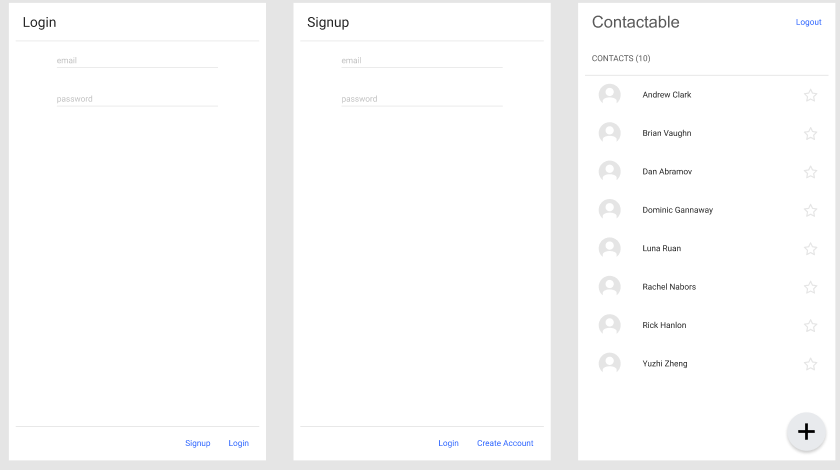 Login
email
password
Signup Login
Signup
email
password
Login Create Account
Contactable Logout
CONTACTS (10)
Andrew Clark
Brian Vaughn
Dan Abramov
Dominic Gannaway
Luna Ruan
Rachel Nabors
Rick Hanlon
Yuzhi Zheng